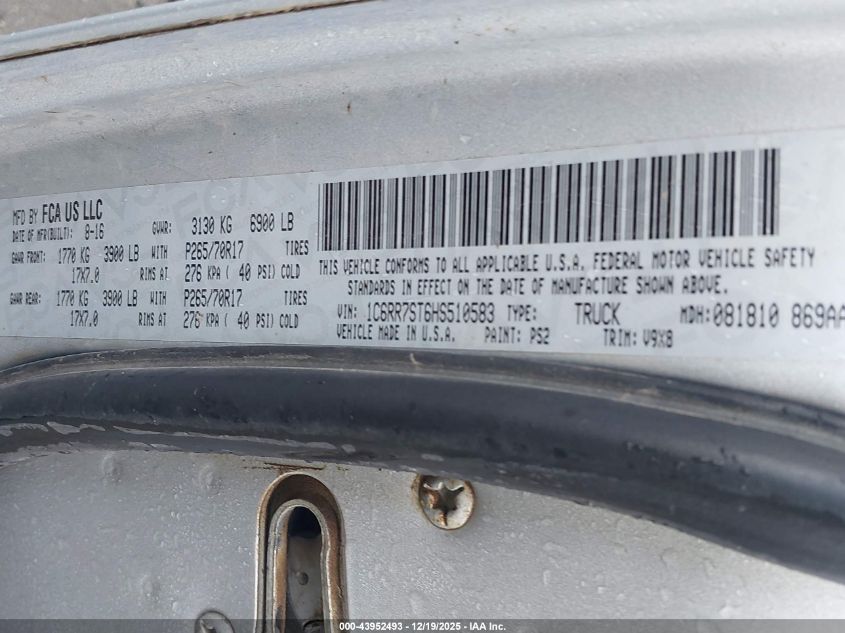 MFD BY FCA US LLC
DATE OF MFR(BUILT): 8-16 GVWR: 3130 KG 6900 LB
GAWR FRONT: 1770 KG 3900 LB WITH P265/70R17 TIRES
17X7.0 RIMS AT 276 KPA ( 40 PSI) COLD
GAWR REAR: 1770 KG 3900 LB WITH P265/70R17 TIRES
17X7.0 RIMS AT 276 KPA ( 40 PSI) COLD
THIS VEHICLE CONFORMS TO ALL APPLICABLE U.S.A. FEDERAL MOTOR VEHICLE SAFETY
STANDARDS IN EFFECT ON THE DATE OF MANUFACTURE SHOWN ABOVE.
VIN: 1C6RR7ST6HS510583 TYPE: TRUCK MDH: 081810 869AA
VEHICLE MADE IN U.S.A. PAINT: PS2 TRIM: V9X8
000-43952493 - 12/19/2025 - IAA Inc.